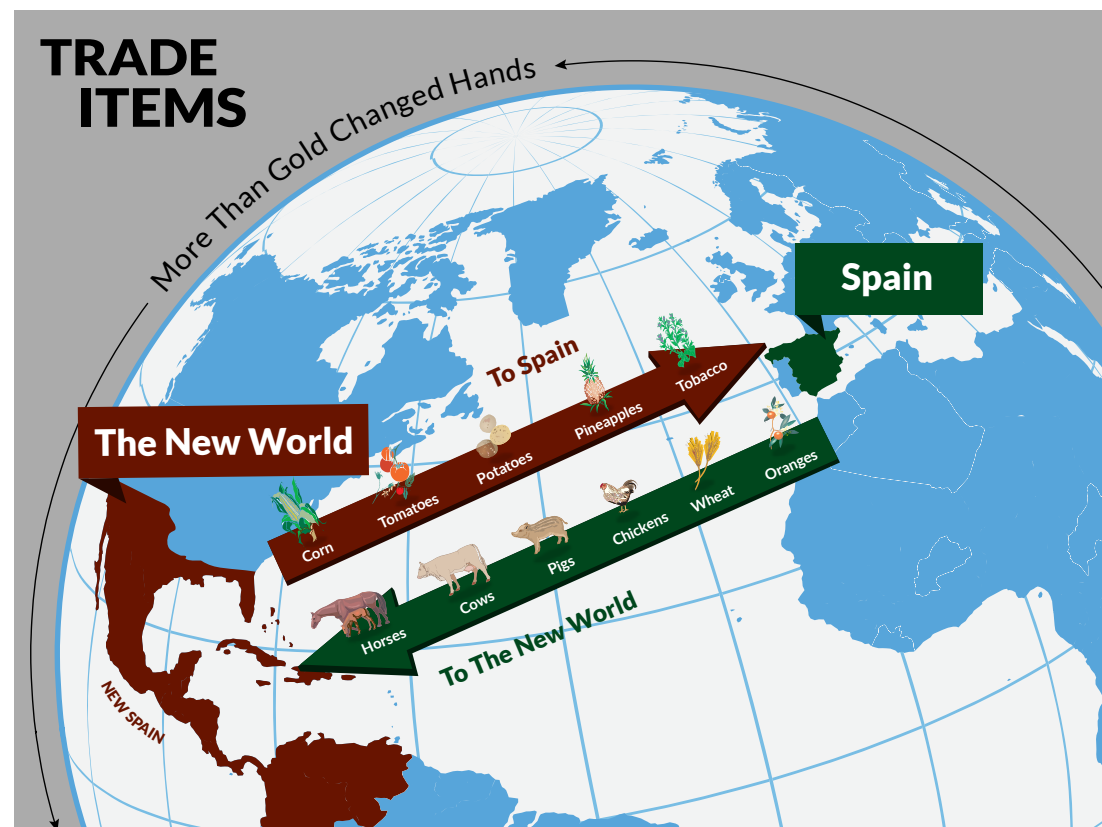 TRADE
ITEMS
More Than Gold Changed Hands
Spain
The New World
To Spain
Corn
Tomatoes
Potatoes
Pineapples
Tobacco
Horses
Cows
Pigs
Chickens
Wheat
Oranges
To The New World
NEW SPAIN